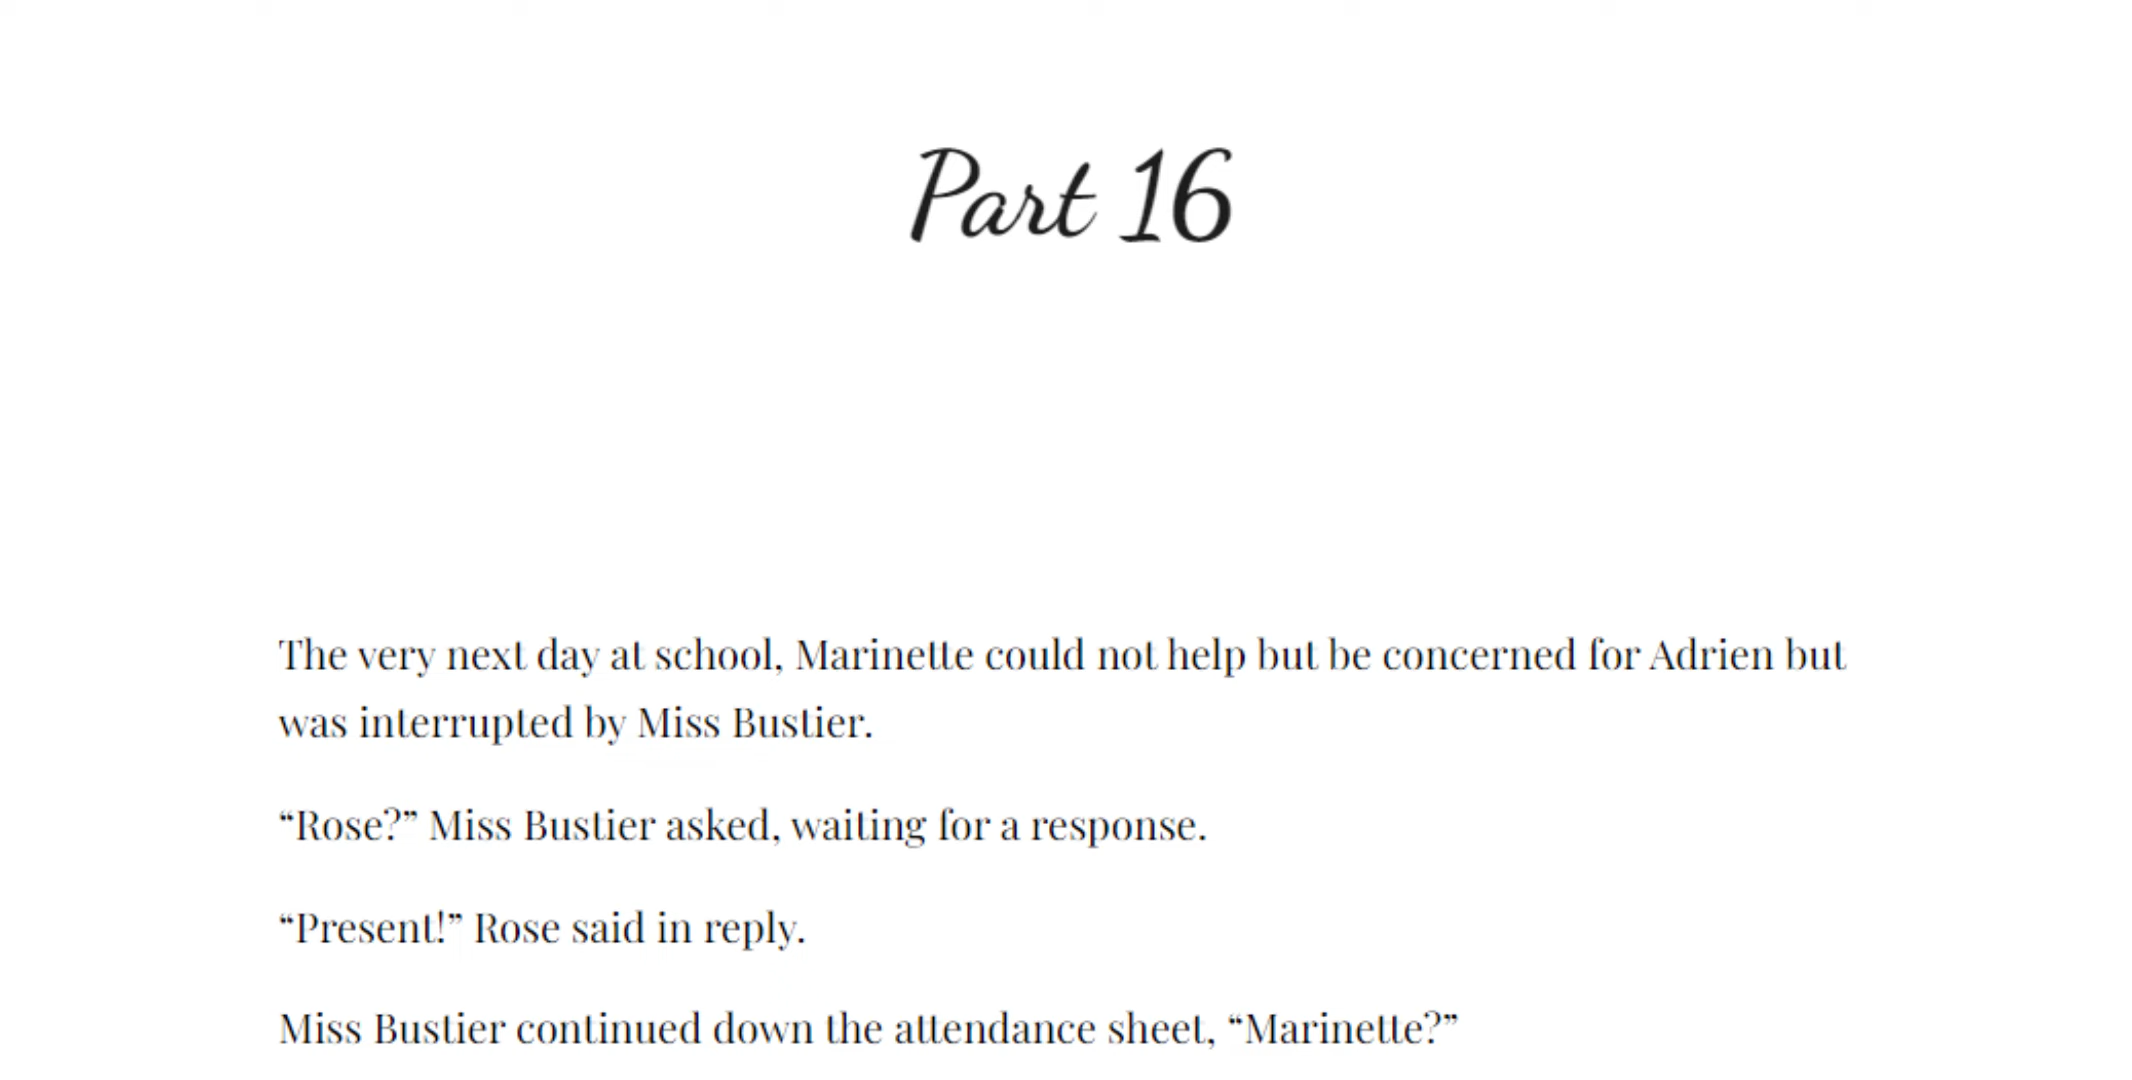 Part 16
The very next day at school, Marinette could not help but be concerned for Adrien but
was interrupted by Miss Bustier.
“Rose?” Miss Bustier asked, waiting for a response.
“Present!” Rose said in reply.
Miss Bustier continued down the attendance sheet, “Marinette?”